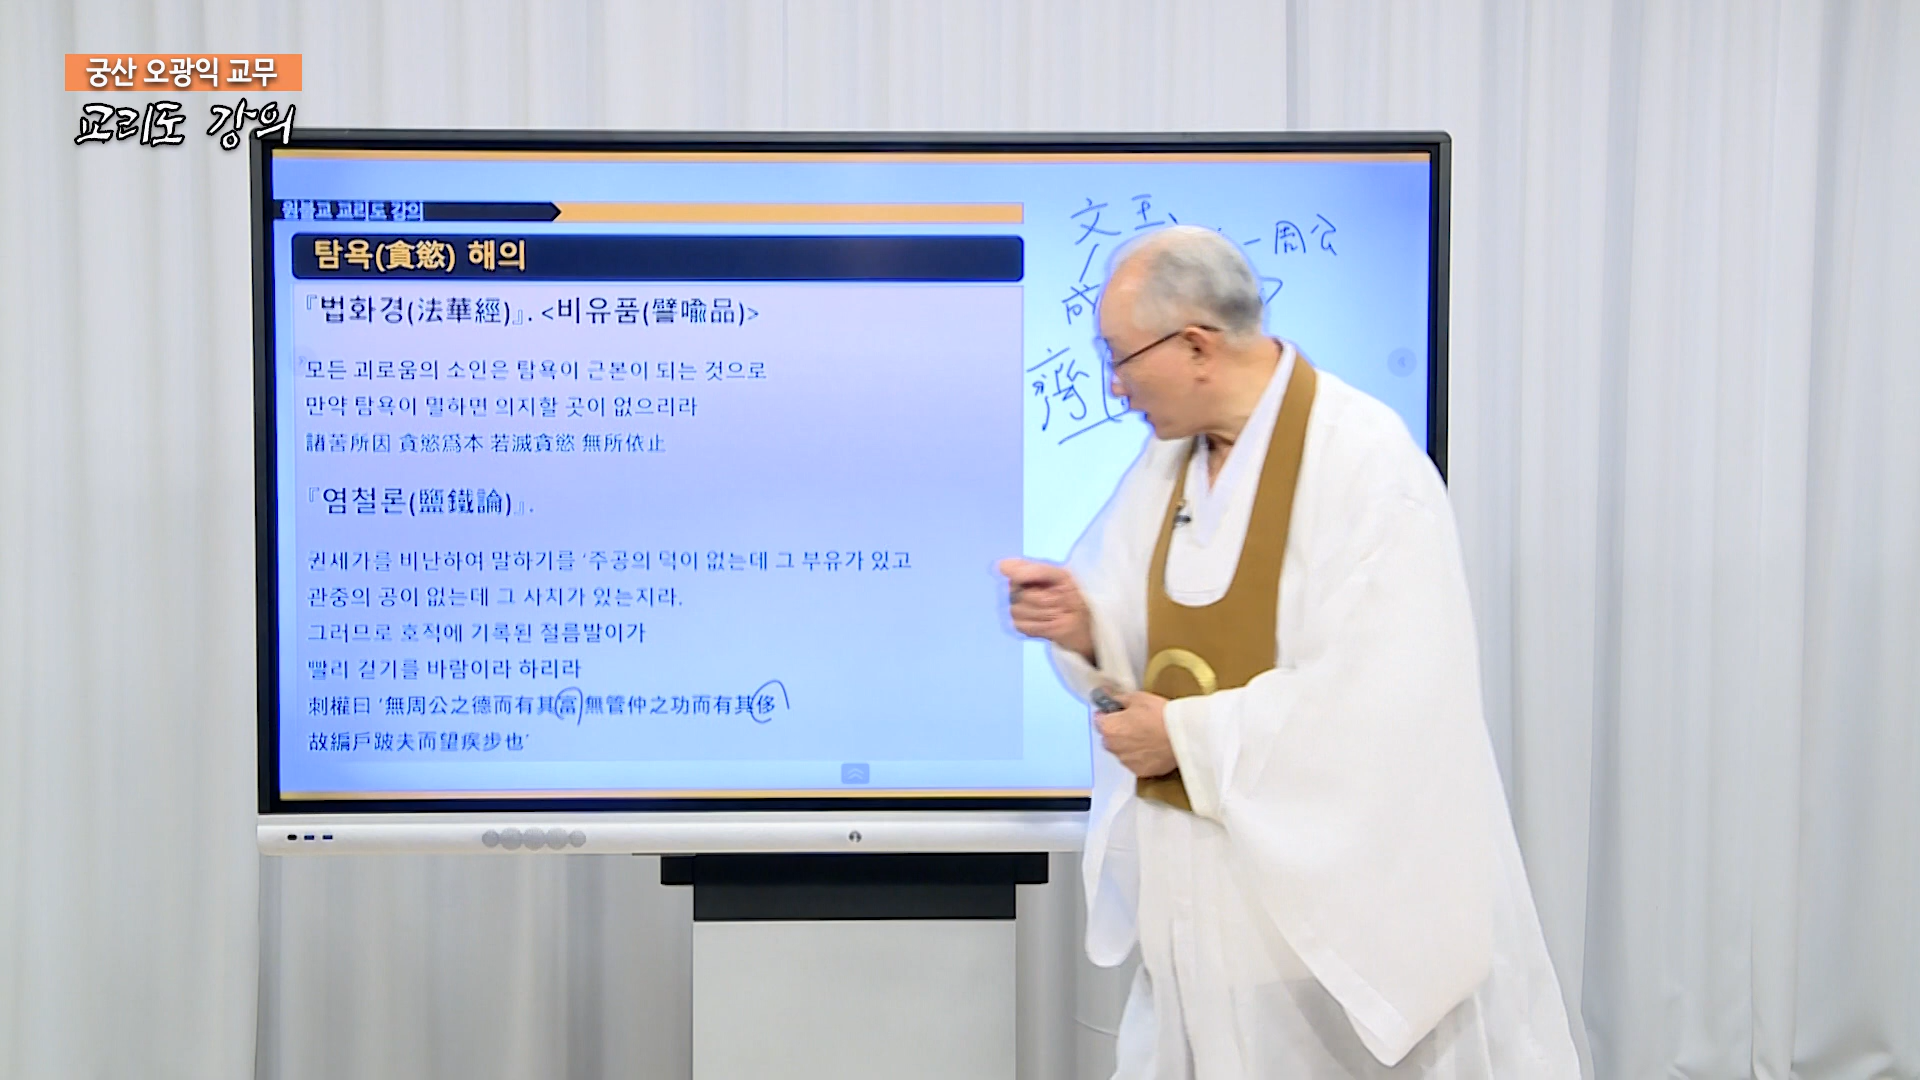 궁산 오광익 교무
교리도 강의
원불교 교리도 강의
탐욕(貪慾) 해의
『법화경(法華經)』. <비유품(譬喩品)>
모든 괴로움의 소인은 탐욕이 근본이 되는 것으로
만약 탐욕이 멸하면 의지할 곳이 없으리라
諸苦所因 貪慾爲本 若滅貪慾 無所依止
『염철론(鹽鐵論)』.
권세가를 비난하여 말하기를 ‘주공의 덕이 없는데 그 부유가 있고
관중의 공이 없는데 그 사치가 있는지라.
그러므로 호적에 기록된 절름발이가
빨리 걷기를 바람이라 하리라
刺權曰 ‘無周公之德而有其富 無管仲之功而有其侈
故編戶跛夫而望疾步也’
文王
周公
成
齊